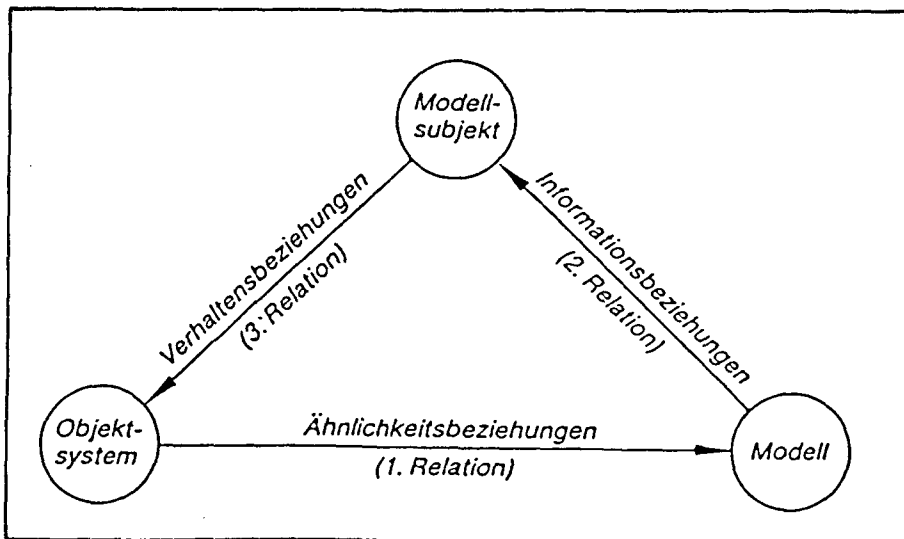 Modell-
subjekt
Verhaltensbeziehungen
(3. Relation)
Informationsbeziehungen
(2. Relation)
Objekt-
system
Ähnlichkeitsbeziehungen
(1. Relation)
Modell